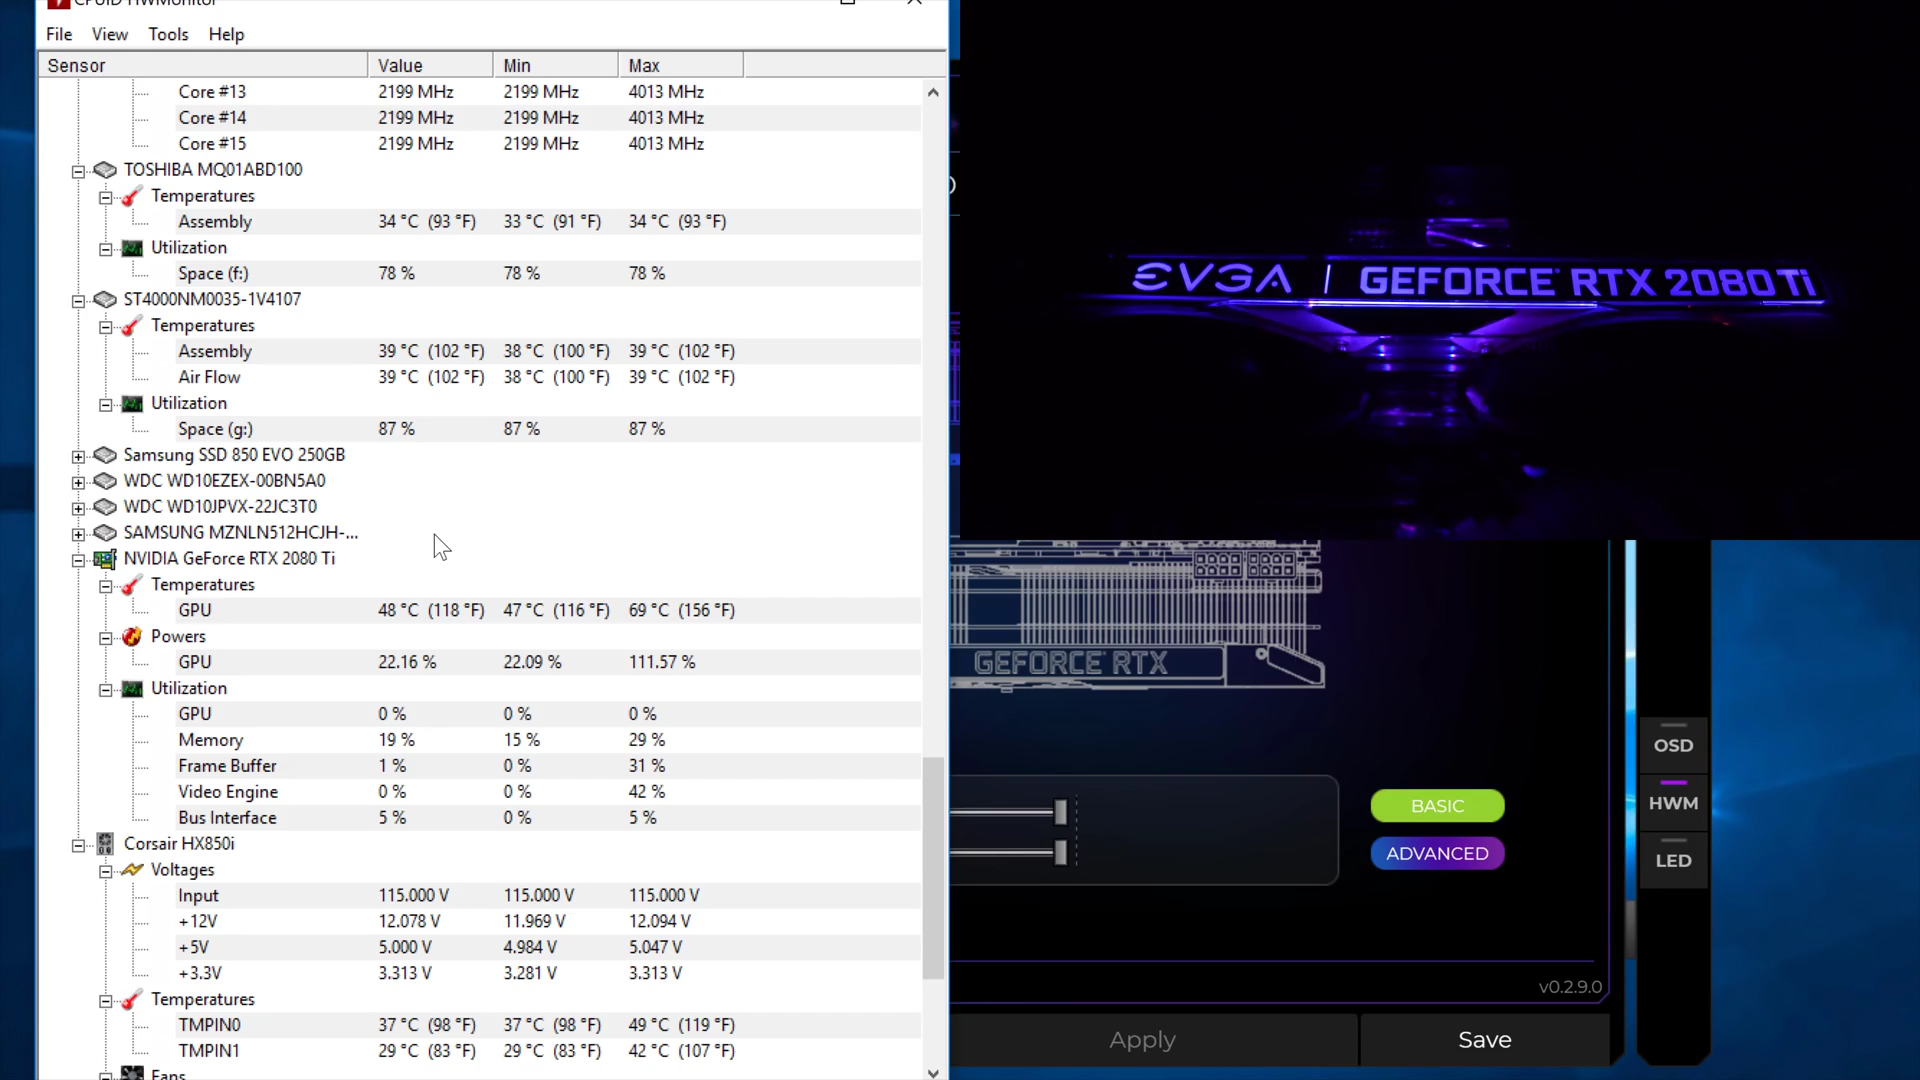 CPUID HWMonitor
File View Tools Help
Sensor Value Min Max
Core #13 2199 MHz 2199 MHz 4013 MHz
Core #14 2199 MHz 2199 MHz 4013 MHz
Core #15 2199 MHz 2199 MHz 4013 MHz
TOSHIBA MQ01ABD100
Temperatures
Assembly 34 °C (93 °F) 33 °C (91 °F) 34 °C (93 °F)
Utilization
Space (f:) 78 % 78 % 78 %
ST4000NM0035-1V4107
Temperatures
Assembly 39 °C (102 °F) 38 °C (100 °F) 39 °C (102 °F)
Air Flow 39 °C (102 °F) 38 °C (100 °F) 39 °C (102 °F)
Utilization
Space (g:) 87 % 87 % 87 %
Samsung SSD 850 EVO 250GB
WDC WD10EZEX-00BN5A0
WDC WD10JPVX-22JC3T0
SAMSUNG MZNLN512HCJH-...
NVIDIA GeForce RTX 2080 Ti
Temperatures
GPU 48 °C (118 °F) 47 °C (116 °F) 69 °C (156 °F)
Powers
GPU 22.16 % 22.09 % 111.57 %
Utilization
GPU 0 % 0 % 0 %
Memory 19 % 15 % 29 %
Frame Buffer 1 % 0 % 31 %
Video Engine 0 % 0 % 42 %
Bus Interface 5 % 0 % 5 %
Corsair HX850i
Voltages
Input 115.000 V 115.000 V 115.000 V
+12V 12.078 V 11.969 V 12.094 V
+5V 5.000 V 4.984 V 5.047 V
+3.3V 3.313 V 3.281 V 3.313 V
Temperatures
TMPIN0 37 °C (98 °F) 37 °C (98 °F) 49 °C (119 °F)
TMPIN1 29 °C (83 °F) 29 °C (83 °F) 42 °C (107 °F)
Fans
EVGA | GEFORCE RTX 2080 Ti
GEFORCE RTX
BASIC
ADVANCED
v0.2.9.0
Apply Save
OSD
HWM
LED